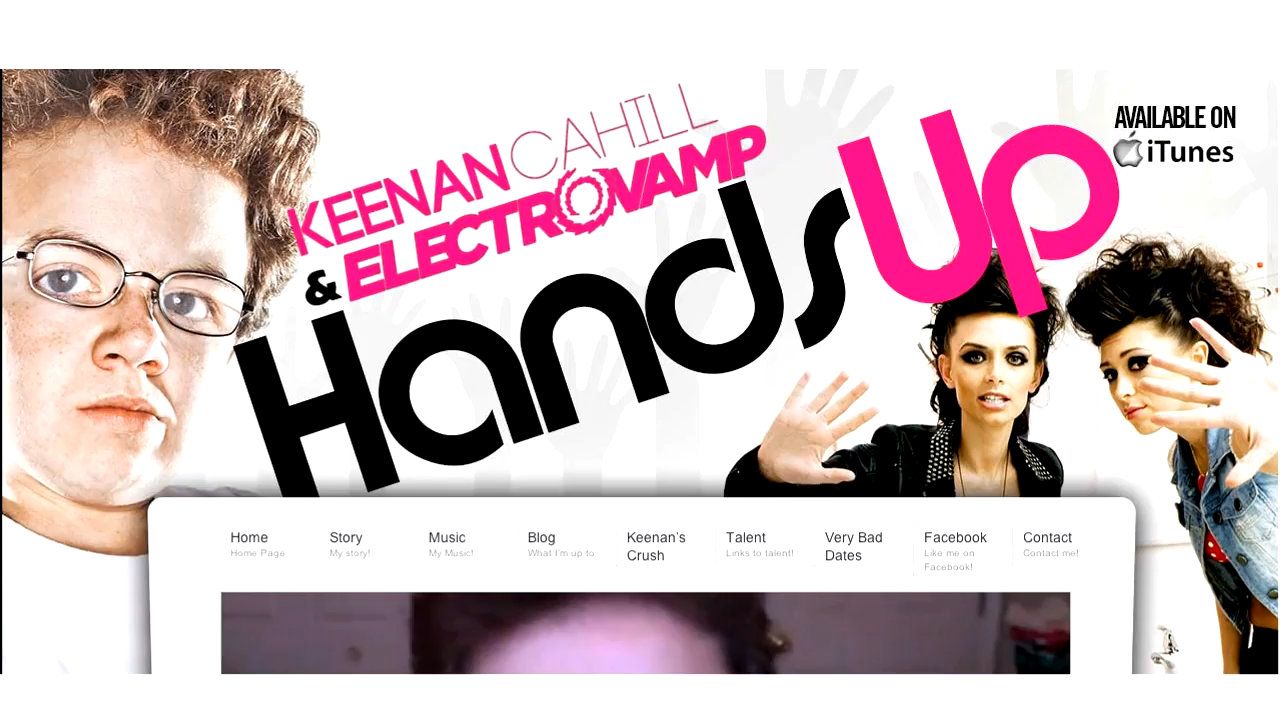 KEENAN CAHILL
& ELECTROVAMP
Hands Up
AVAILABLE ON
iTunes
Home
Home Page
Story
My story!
Music
My Music!
Blog
What I'm up to
Keenan's
Crush
Talent
Links to talent!
Very Bad
Dates
Facebook
Like me on
Facebook!
Contact
Contact me!